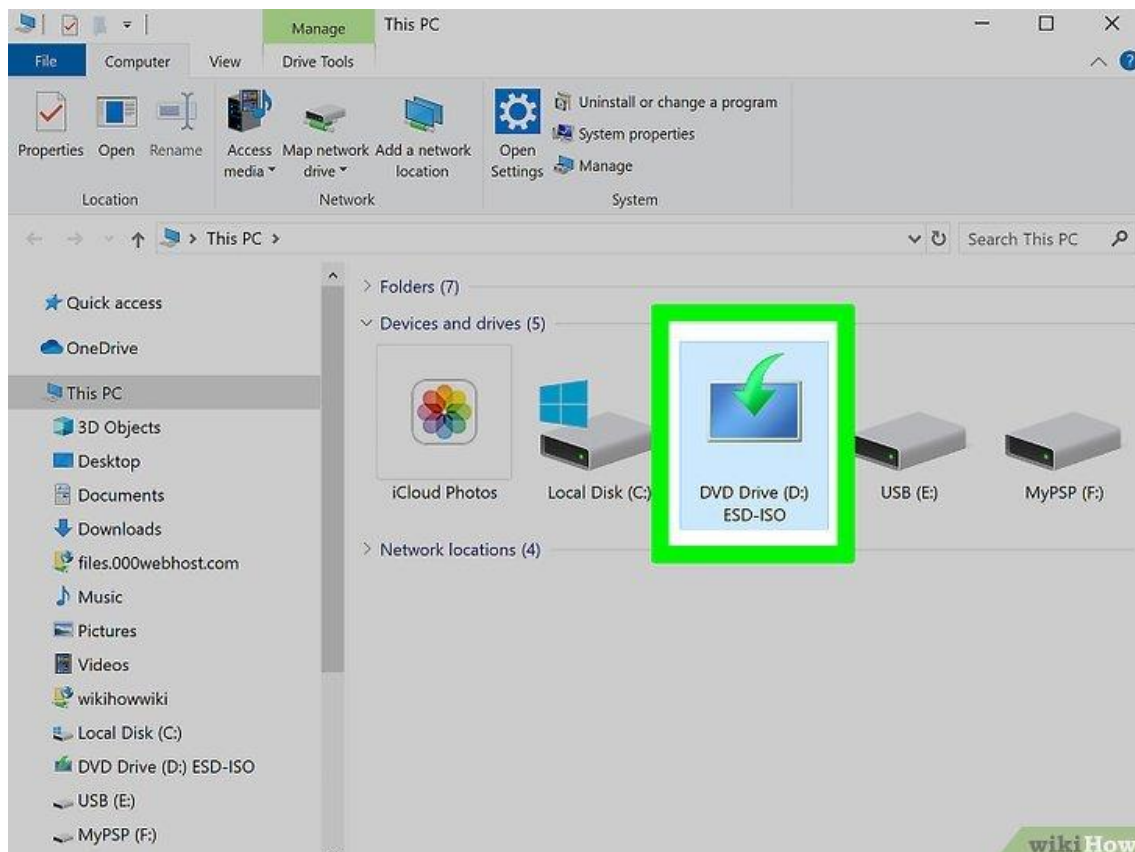 Manage
This PC
File
Computer
View
Drive Tools
?
Properties
Open
Rename
Access media
Map network drive
Add a network location
Open Settings
Uninstall or change a program
System properties
Manage
Location
Network
System
This PC
Search This PC
Quick access
OneDrive
This PC
3D Objects
Desktop
Documents
Downloads
files.000webhost.com
Music
Pictures
Videos
wikihowwiki
Local Disk (C:)
DVD Drive (D:) ESD-ISO
USB (E:)
MyPSP (F:)
Folders (7)
Devices and drives (5)
iCloud Photos
Local Disk (C:)
DVD Drive (D:)
ESD-ISO
USB (E:)
MyPSP (F:)
Network locations (4)
wikiHow